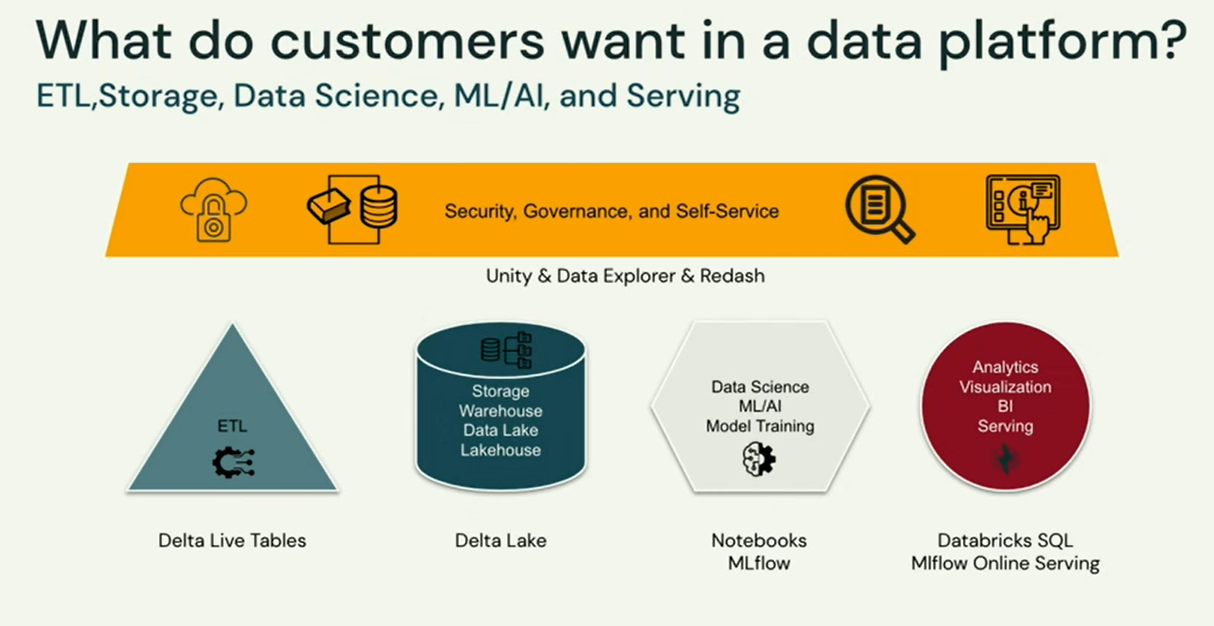 What do customers want in a data platform?
ETL,Storage, Data Science, ML/AI, and Serving
Security, Governance, and Self-Service
Unity & Data Explorer & Redash
ETL
Storage
Warehouse
Data Lake
Lakehouse
Data Science
ML/AI
Model Training
Analytics
Visualization
BI
Serving
Delta Live Tables
Delta Lake
Notebooks
MLflow
Databricks SQL
Mlflow Online Serving